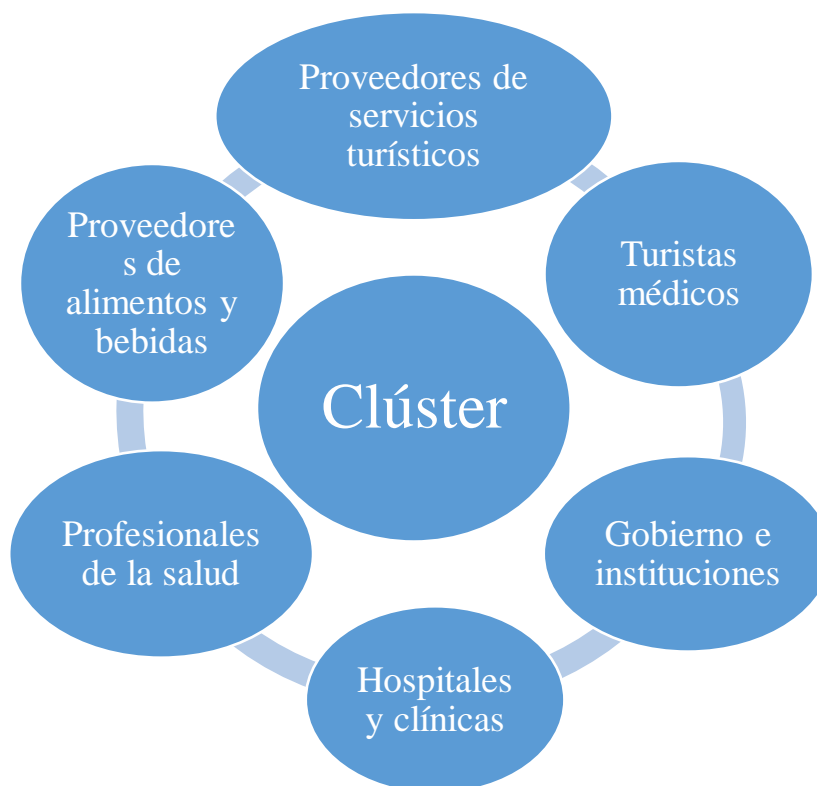 Proveedores de
servicios
turísticos
Turistas
médicos
Gobierno e
instituciones
Hospitales
y clínicas
Profesionales
de la salud
Proveedore
s de
alimentos y
bebidas
Clúster